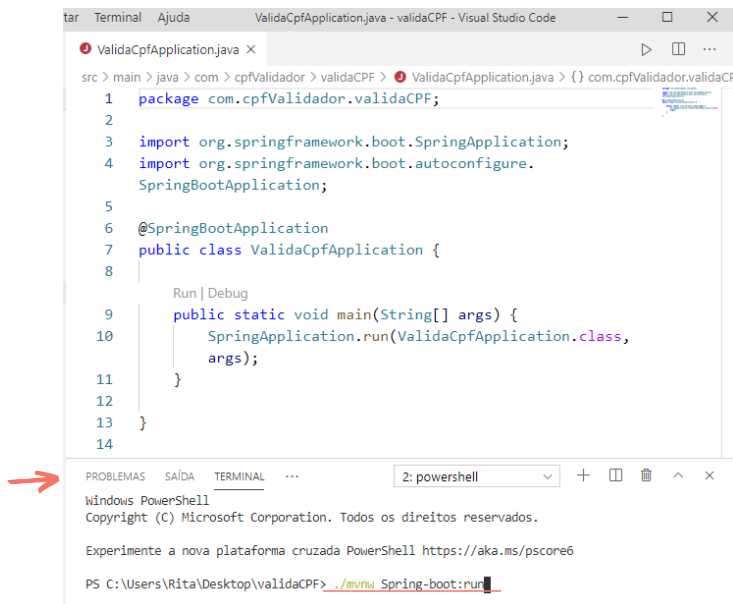 tar Terminal Ajuda ValidaCpfApplication.java - validaCPF - Visual Studio Code
ValidaCpfApplication.java
src > main > java > com > cpfValidador > validaCPF > ValidaCpfApplication.java > {} com.cpfValidador.validaCP
1 package com.cpfValidador.validaCPF;
2
3 import org.springframework.boot.SpringApplication;
4 import org.springframework.boot.autoconfigure.
SpringBootApplication;
5
6 @SpringBootApplication
7 public class ValidaCpfApplication {
8
Run | Debug
9 public static void main(String[] args) {
10 SpringApplication.run(ValidaCpfApplication.class,
args);
11 }
12
13 }
14
PROBLEMAS SAÍDA TERMINAL ··· 2: powershell
Windows PowerShell
Copyright (C) Microsoft Corporation. Todos os direitos reservados.
Experimente a nova plataforma cruzada PowerShell https://aka.ms/pscore6
PS C:\Users\Rita\Desktop\validaCPF> ./mvnw Spring-boot:run